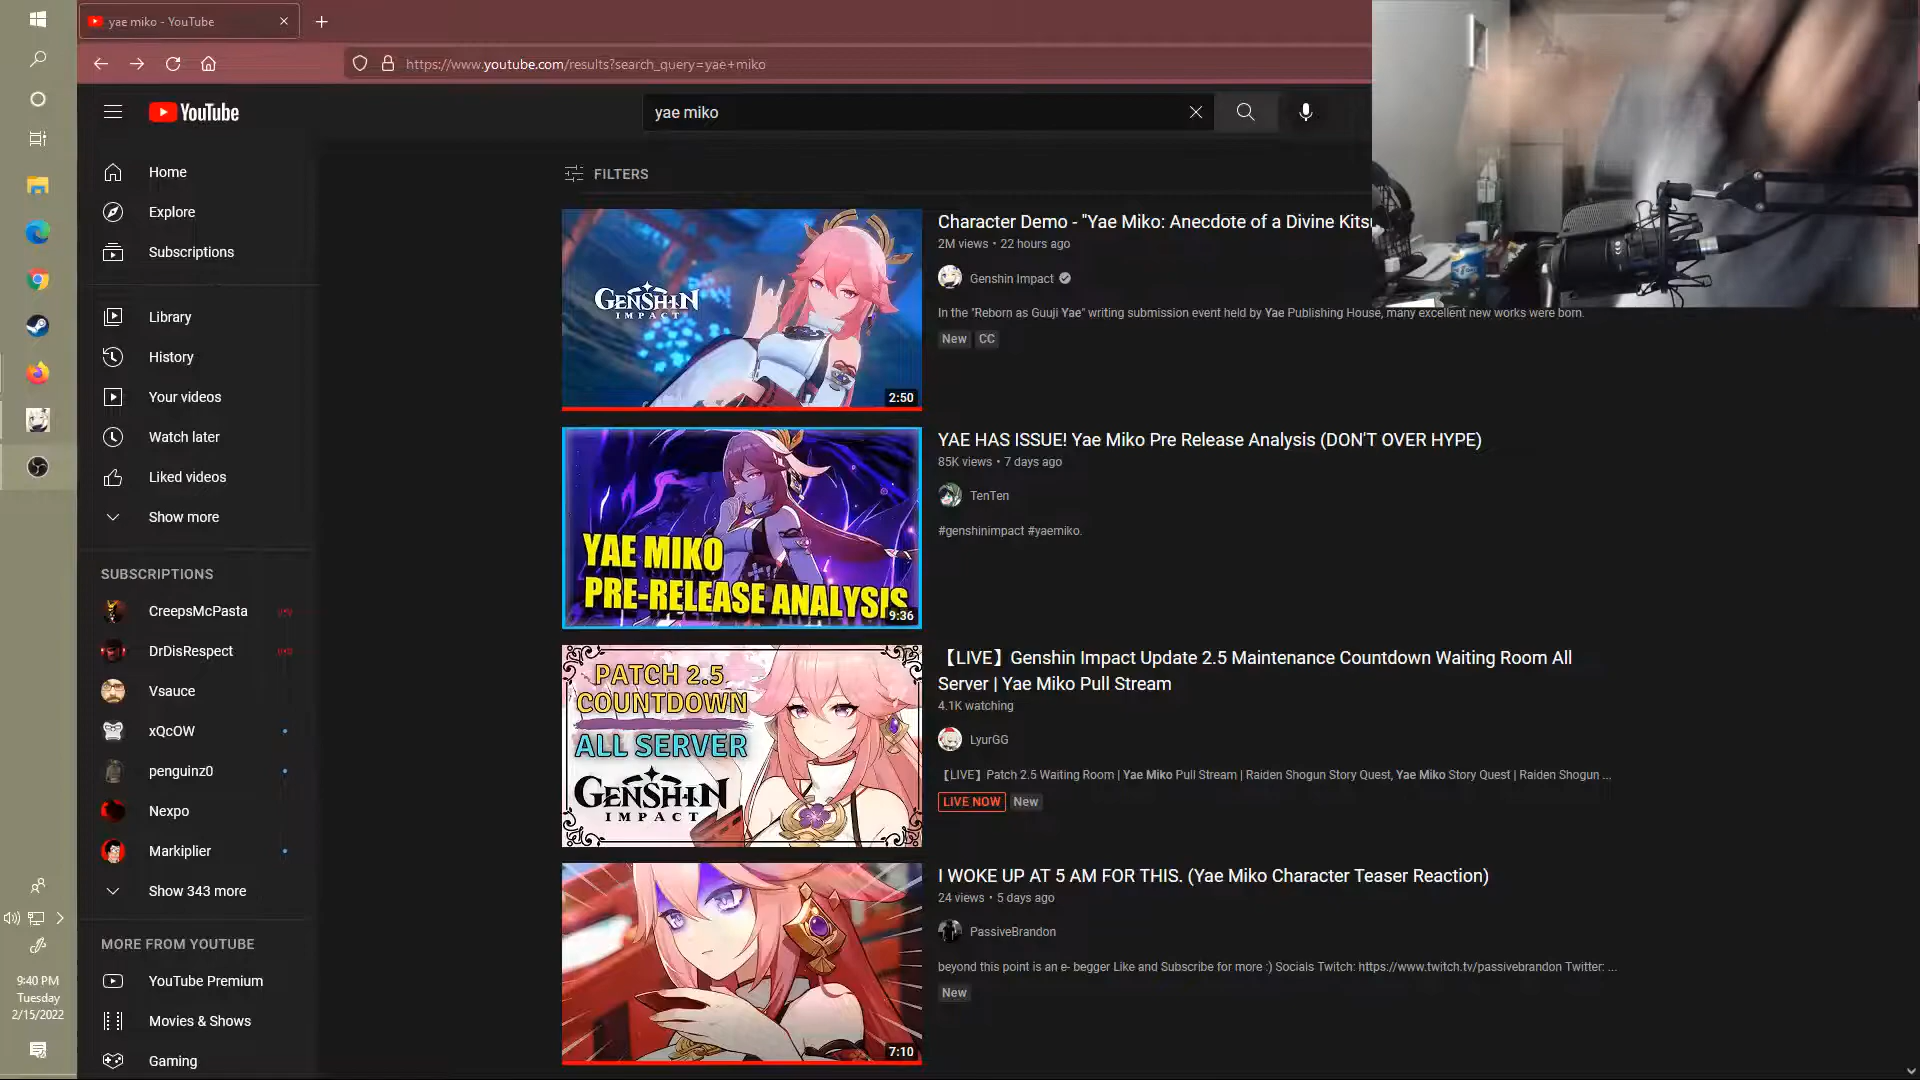 yae miko - YouTube
https://www.youtube.com/results?search_query=yae+miko
YouTube
yae miko
Home
Explore
Subscriptions
Library
History
Your videos
Watch later
Liked videos
Show more
SUBSCRIPTIONS
CreepsMcPasta
DrDisRespect
Vsauce
xQcOW
penguinz0
Nexpo
Markiplier
Show 343 more
MORE FROM YOUTUBE
YouTube Premium
Movies & Shows
Gaming
FILTERS
GENSHIN
IMPACT
2:50
Character Demo - "Yae Miko: Anecdote of a Divine Kits
2M views • 22 hours ago
Genshin Impact
In the "Reborn as Guuji Yae" writing submission event held by Yae Publishing House, many excellent new works were born.
New CC
YAE MIKO
PRE-RELEASE ANALYSIS
9:36
YAE HAS ISSUE! Yae Miko Pre Release Analysis (DON'T OVER HYPE)
85K views • 7 days ago
TenTen
#genshinimpact #yaemiko.
PATCH 2.5
COUNTDOWN
ALL SERVER
GENSHIN
IMPACT
【LIVE】Genshin Impact Update 2.5 Maintenance Countdown Waiting Room All
Server | Yae Miko Pull Stream
4.1K watching
LyurGG
【LIVE】Patch 2.5 Waiting Room | Yae Miko Pull Stream | Raiden Shogun Story Quest, Yae Miko Story Quest | Raiden Shogun ...
LIVE NOW New
7:10
I WOKE UP AT 5 AM FOR THIS. (Yae Miko Character Teaser Reaction)
24 views • 5 days ago
PassiveBrandon
beyond this point is an e- begger Like and Subscribe for more :) Socials Twitch: https://www.twitch.tv/passivebrandon Twitter: ...
New
9:40 PM
Tuesday
2/15/2022